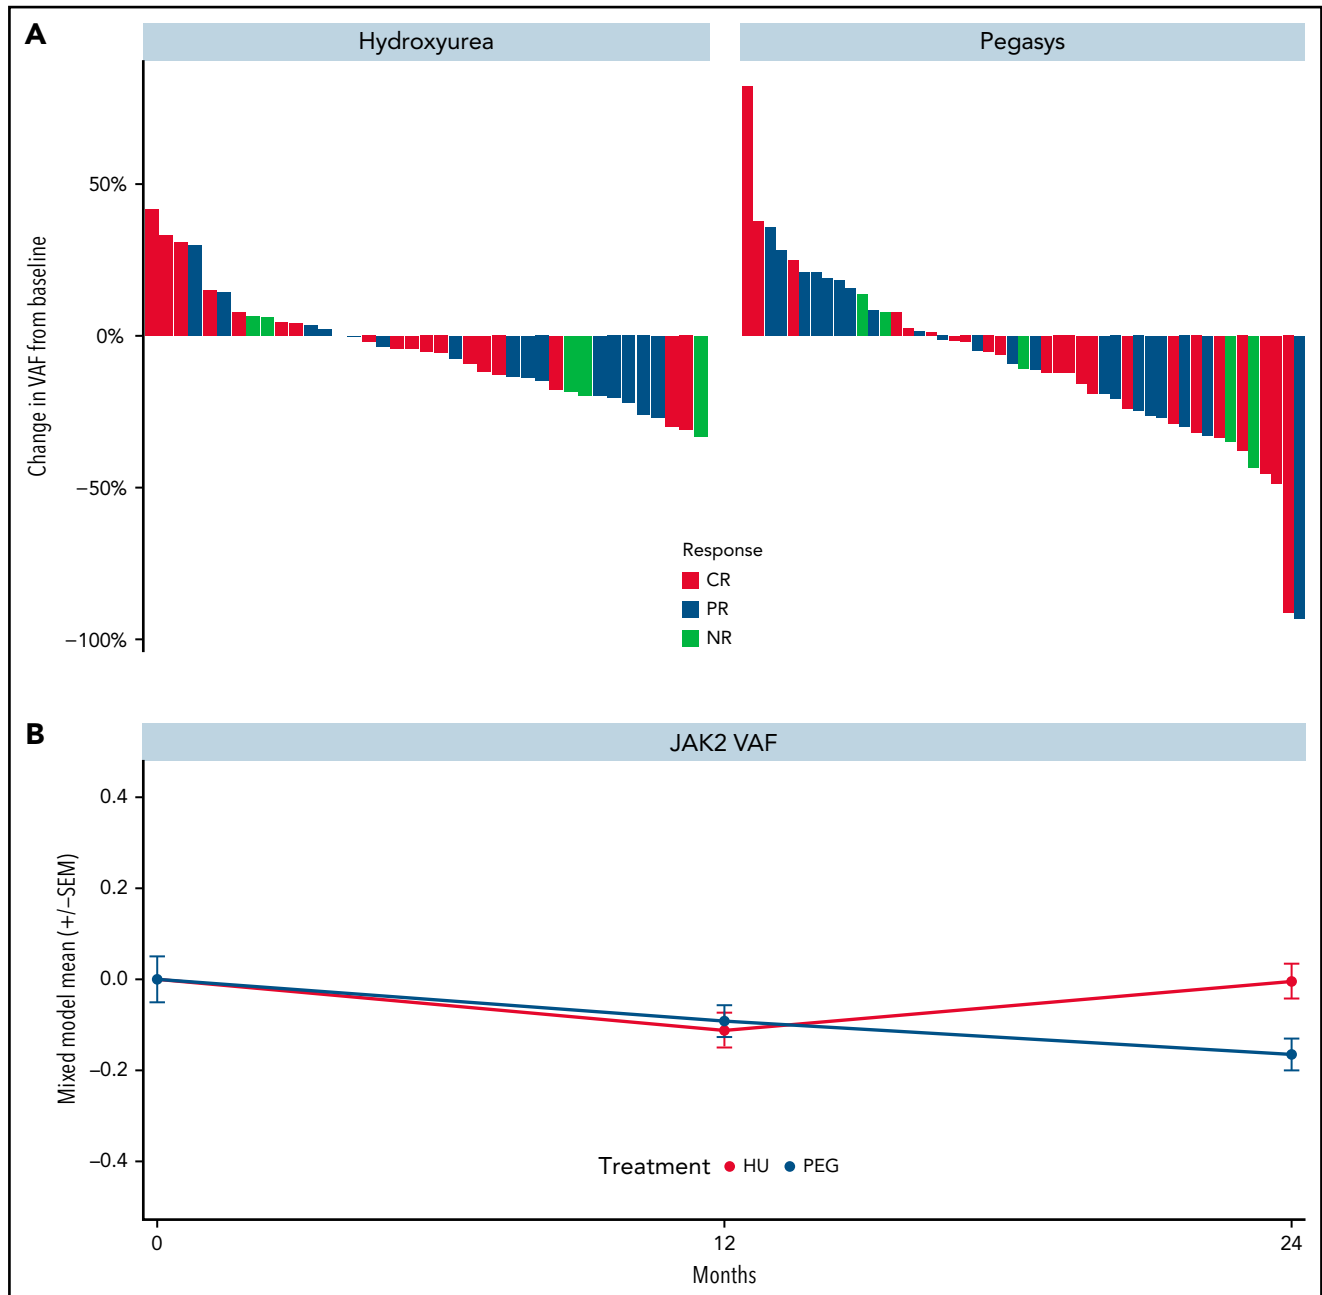 A
Hydroxyurea
Pegasys
Change in VAF from baseline
50%
0%
−50%
−100%
Response
CR
PR
NR
B
JAK2 VAF
Mixed model mean (+/−SEM)
0.4
0.2
0.0
−0.2
−0.4
Treatment HU PEG
0 12 24
Months